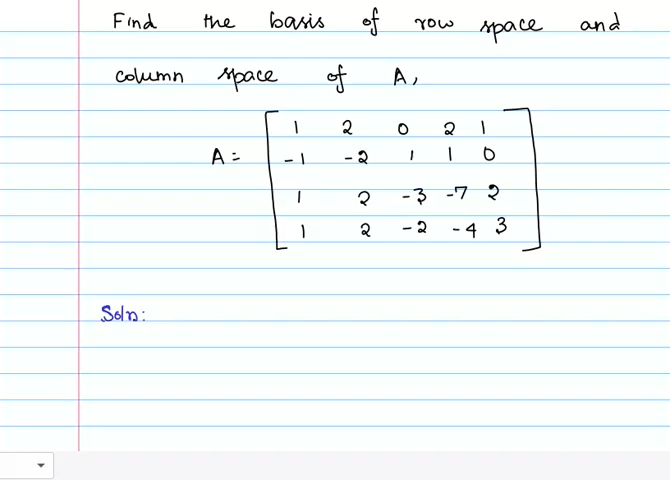 Find the basis of row space and
column space of A,
A = [ 1 2 0 2 1
-1 -2 1 1 0
1 2 -3 -7 2
1 2 -2 -4 3 ]
Soln: